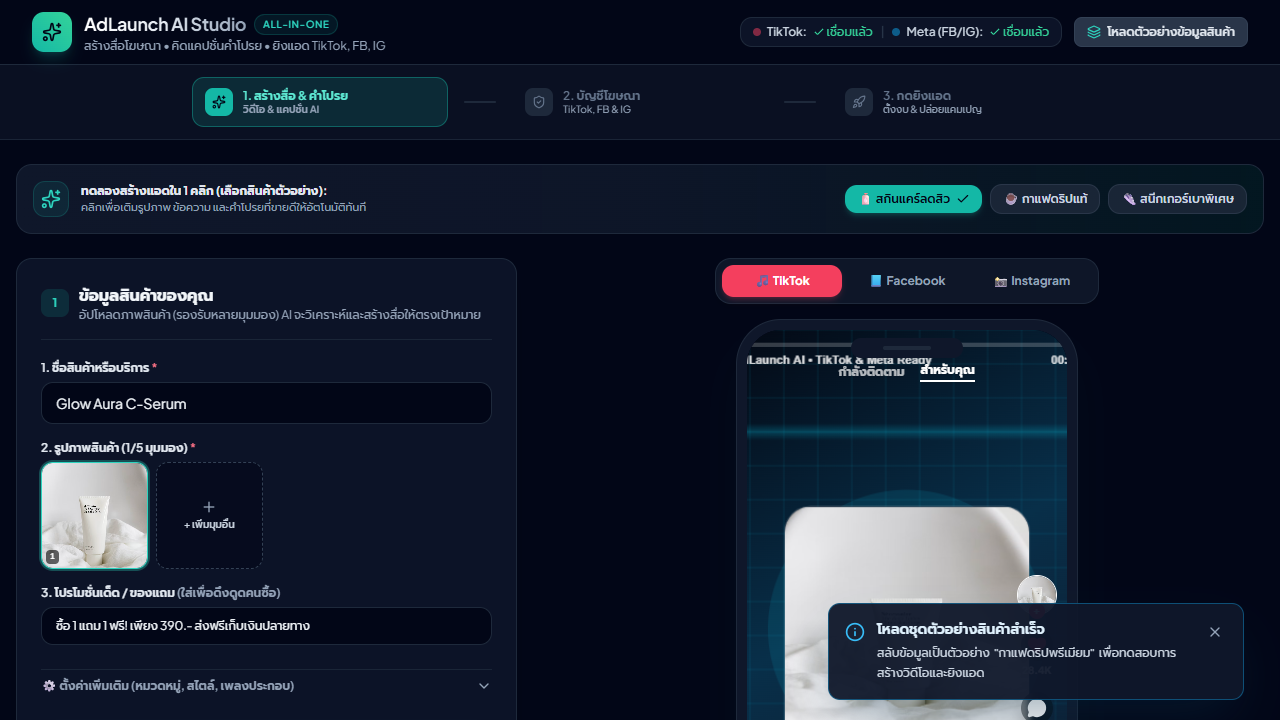 AdLaunch AI Studio ALL-IN-ONE
สร้างสื่อโฆษณา • คิดแคปชั่นคำโปรย • ยิงแอด TikTok, FB, IG
TikTok: เชื่อมแล้ว
Meta (FB/IG): เชื่อมแล้ว
โหลดตัวอย่างข้อมูลสินค้า
1. สร้างสื่อ & คำโปรย
วิดีโอ & แคปชั่น AI
2. บัญชีโฆษณา
TikTok, FB & IG
3. กดยิงแอด
ตั้งงบ & ปล่อยแคมเปญ
ทดลองสร้างแอดใน 1 คลิก (เลือกสินค้าตัวอย่าง):
คลิกเพื่อเติมรูปภาพ ข้อความ และคำโปรยที่ขายดีให้อัตโนมัติทันที
สกินแคร์ลดสิว
กาแฟดริปแท้
สนีกเกอร์เบาพิเศษ
1
ข้อมูลสินค้าของคุณ
อัปโหลดภาพสินค้า (รองรับหลายมุมมอง) AI จะวิเคราะห์และสร้างสื่อให้ตรงเป้าหมาย
1. ชื่อสินค้าหรือบริการ *
Glow Aura C-Serum
2. รูปภาพสินค้า (1/5 มุมมอง) *
1
+ เพิ่มมุมอื่น
3. โปรโมชั่นเด็ด / ของแถม (ใส่เพื่อดึงดูดคนซื้อ)
ซื้อ 1 แถม 1 ฟรี! เพียง 390.- ส่งฟรีเก็บเงินปลายทาง
ตั้งค่าเพิ่มเติม (หมวดหมู่, สไตล์, เพลงประกอบ)
TikTok
Facebook
Instagram
Launch AI • TikTok & Meta Ready
00:
กำลังติดตาม
สำหรับคุณ
โหลดชุดตัวอย่างสินค้าสำเร็จ
สลับข้อมูลเป็นตัวอย่าง "กาแฟดริปพรีเมียม" เพื่อทดสอบการ
สร้างวิดีโอและยิงแอด